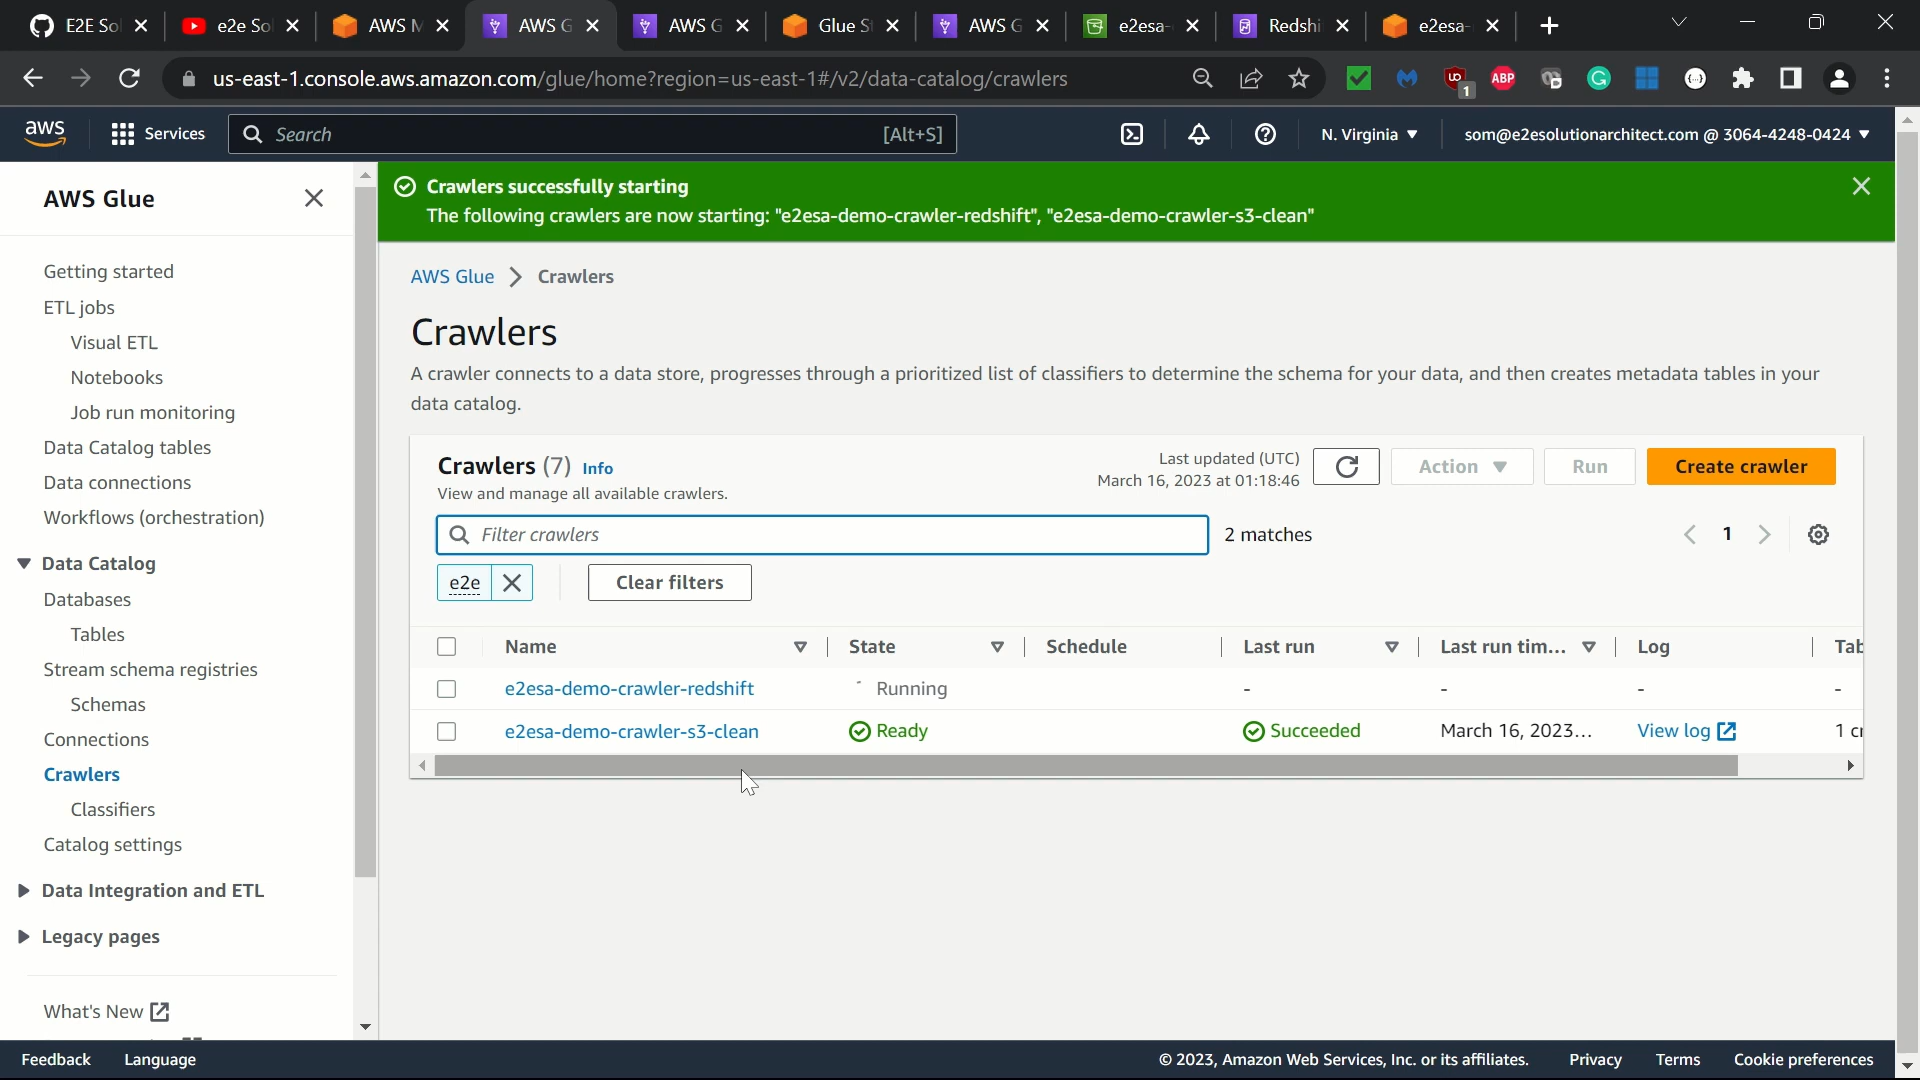 E2E So
e2e So
AWS M
AWS G
AWS G
Glue S
AWS G
e2esa-
Redshi
e2esa-
us-east-1.console.aws.amazon.com/glue/home?region=us-east-1#/v2/data-catalog/crawlers
1
ABP
aws
Services
Search
[Alt+S]
N. Virginia
som@e2esolutionarchitect.com @ 3064-4248-0424
AWS Glue
Getting started
ETL jobs
Visual ETL
Notebooks
Job run monitoring
Data Catalog tables
Data connections
Workflows (orchestration)
Data Catalog
Databases
Tables
Stream schema registries
Schemas
Connections
Crawlers
Classifiers
Catalog settings
Data Integration and ETL
Legacy pages
What's New
Crawlers successfully starting
The following crawlers are now starting: "e2esa-demo-crawler-redshift", "e2esa-demo-crawler-s3-clean"
AWS Glue > Crawlers
Crawlers
A crawler connects to a data store, progresses through a prioritized list of classifiers to determine the schema for your data, and then creates metadata tables in your
data catalog.
Crawlers (7) Info
View and manage all available crawlers.
Last updated (UTC)
March 16, 2023 at 01:18:46
Action
Run
Create crawler
Filter crawlers
2 matches
1
e2e
Clear filters
Name State Schedule Last run Last run tim... Log Tab
e2esa-demo-crawler-redshift Running - - - -
e2esa-demo-crawler-s3-clean Ready Succeeded March 16, 2023... View log 1 cr
Feedback Language © 2023, Amazon Web Services, Inc. or its affiliates. Privacy Terms Cookie preferences